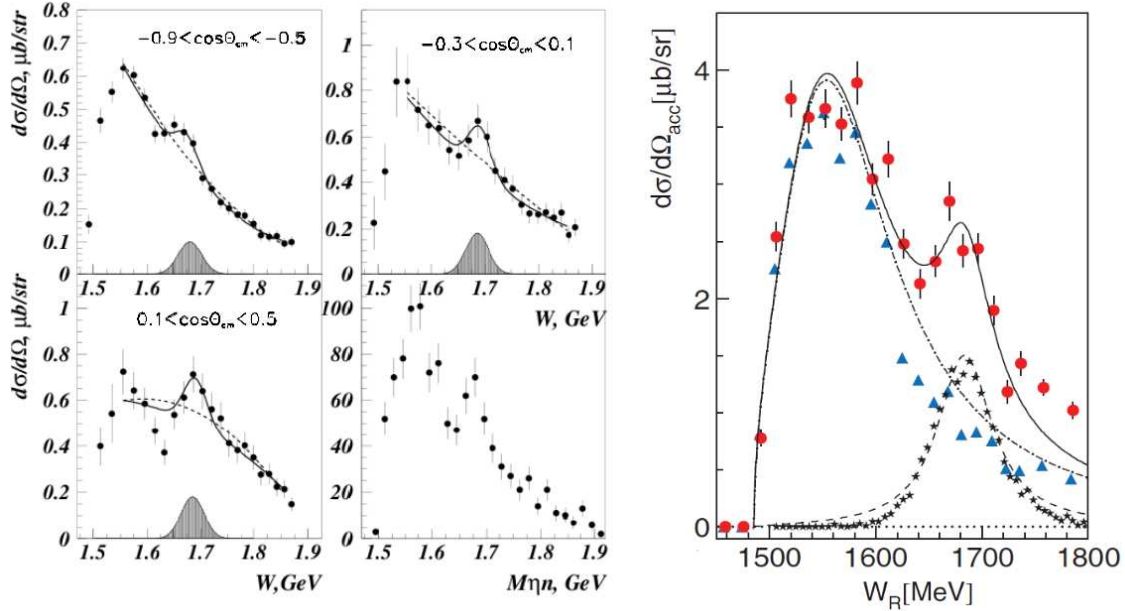 dσ/dΩ, μb/str
−0.9<cosΘcm<−0.5
0.8
0.7
0.6
0.5
0.4
0.3
0.2
0.1
0
1.5 1.6 1.7 1.8 1.9
−0.3<cosΘcm<0.1
1
0.8
0.6
0.4
0.2
0
1.5 1.6 1.7 1.8 1.9
W, GeV
dσ/dΩ, μb/str
0.1<cosΘcm<0.5
1
0.8
0.6
0.4
0.2
0
1.5 1.6 1.7 1.8 1.9
W,GeV
100
80
60
40
20
0
1.5 1.6 1.7 1.8 1.9
Mηn, GeV
dσ/dΩacc[μb/sr]
4
2
0
1500 1600 1700 1800
WR[MeV]